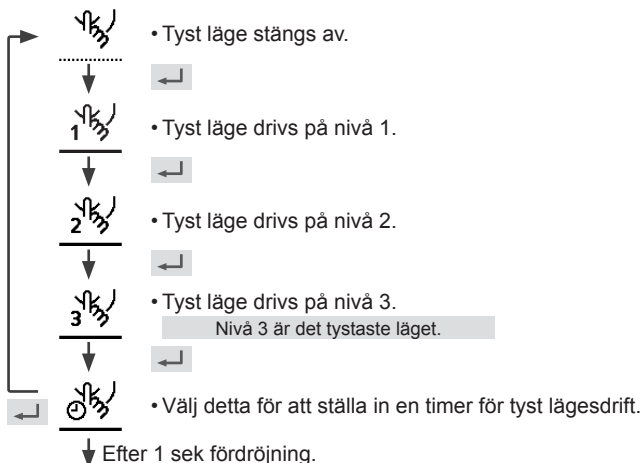 • Tyst läge stängs av.
1
• Tyst läge drivs på nivå 1.
2
• Tyst läge drivs på nivå 2.
3
• Tyst läge drivs på nivå 3.
Nivå 3 är det tystaste läget.
• Välj detta för att ställa in en timer för tyst lägesdrift.
Efter 1 sek fördröjning.